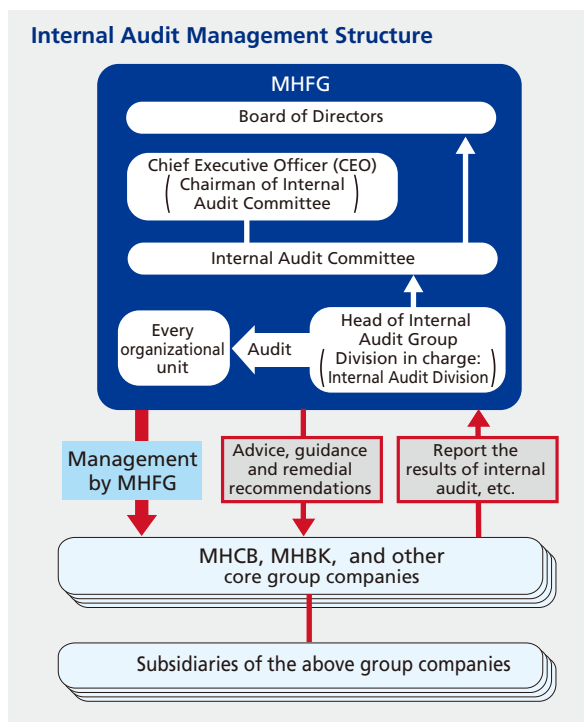 Internal Audit Management Structure
MHFG
Board of Directors
Chief Executive Officer (CEO)
(Chairman of Internal
Audit Committee)
Internal Audit Committee
Every
organizational
unit
Audit
Head of Internal
Audit Group
(Division in charge:
Internal Audit Division)
Management
by MHFG
Advice, guidance
and remedial
recommendations
Report the
results of internal
audit, etc.
MHCB, MHBK, and other
core group companies
Subsidiaries of the above group companies